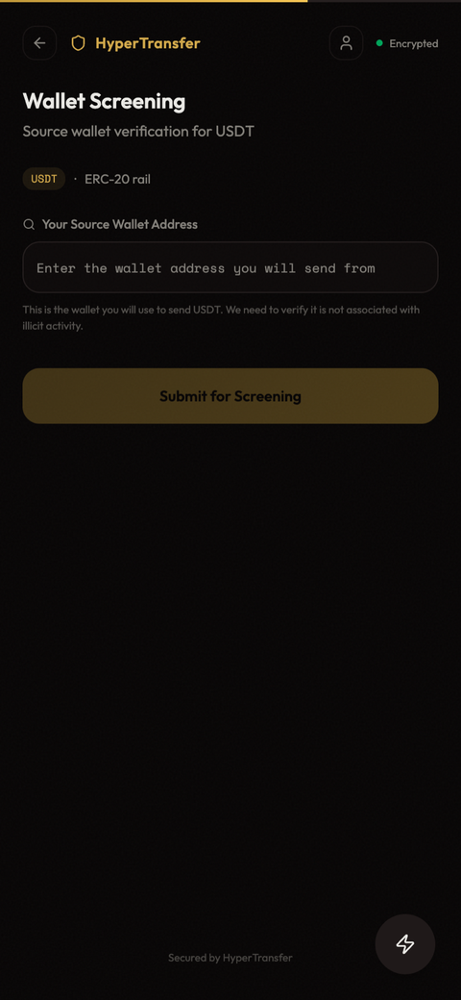 HyperTransfer
Encrypted
Wallet Screening
Source wallet verification for USDT
USDT · ERC-20 rail
Your Source Wallet Address
Enter the wallet address you will send from
This is the wallet you will use to send USDT. We need to verify it is not associated with
illicit activity.
Submit for Screening
Secured by HyperTransfer